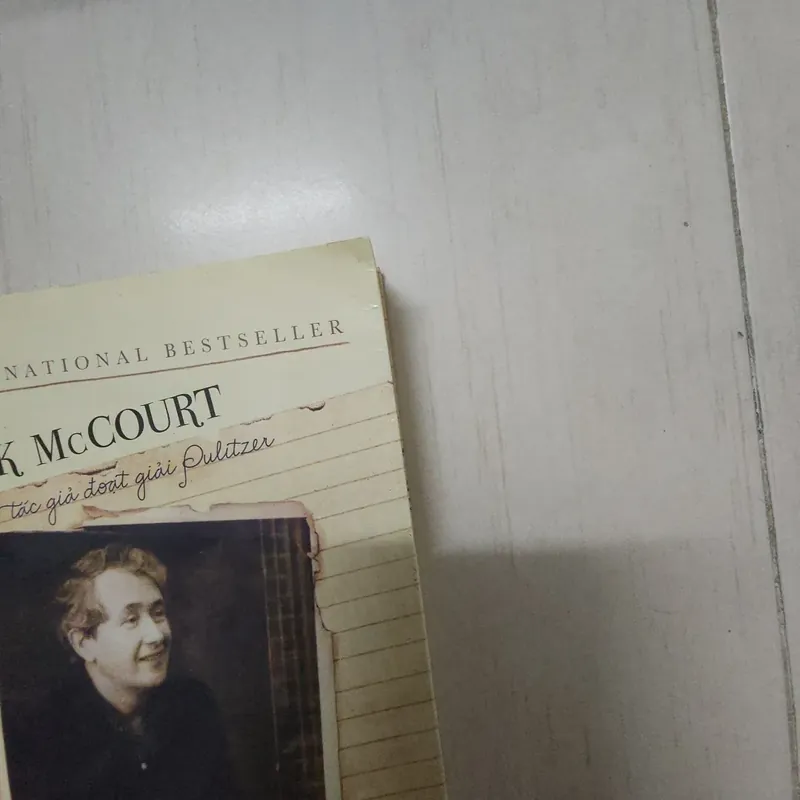 NATIONAL BESTSELLER
K McCOURT
tác giả đoạt giải Pulitzer